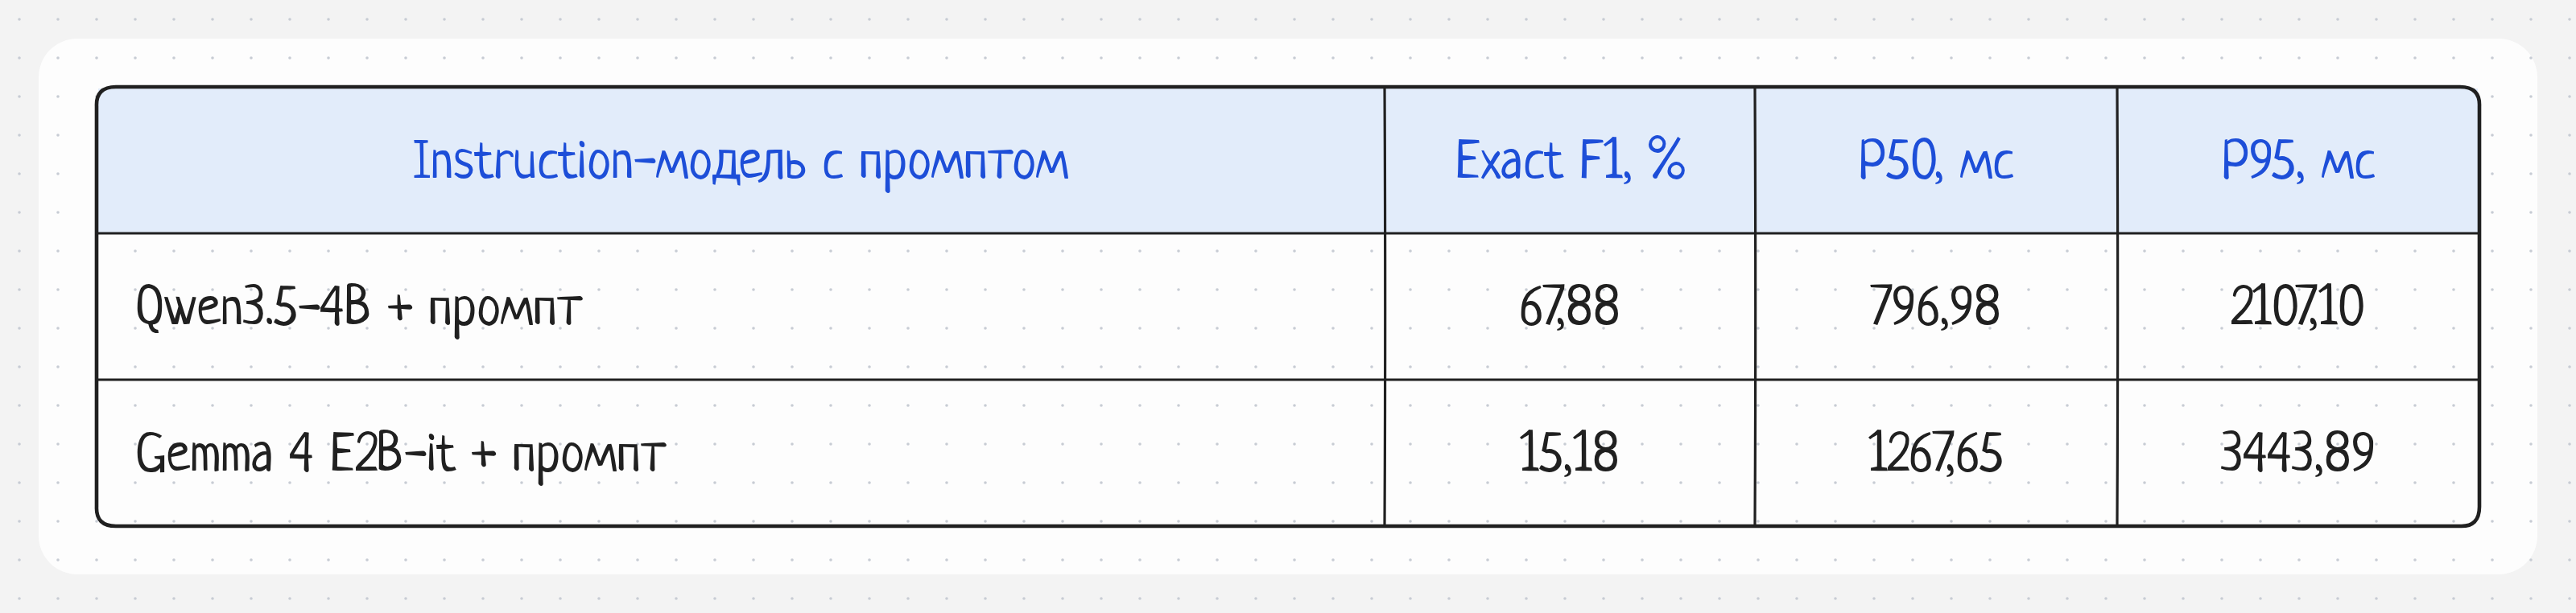 Instruction-модель с промптом Exact F1, % P50, мс P95, мс
Qwen3.5-4B + промпт 67,88 796,98 2107,10
Gemma 4 E2B-it + промпт 15,18 1267,65 3443,89